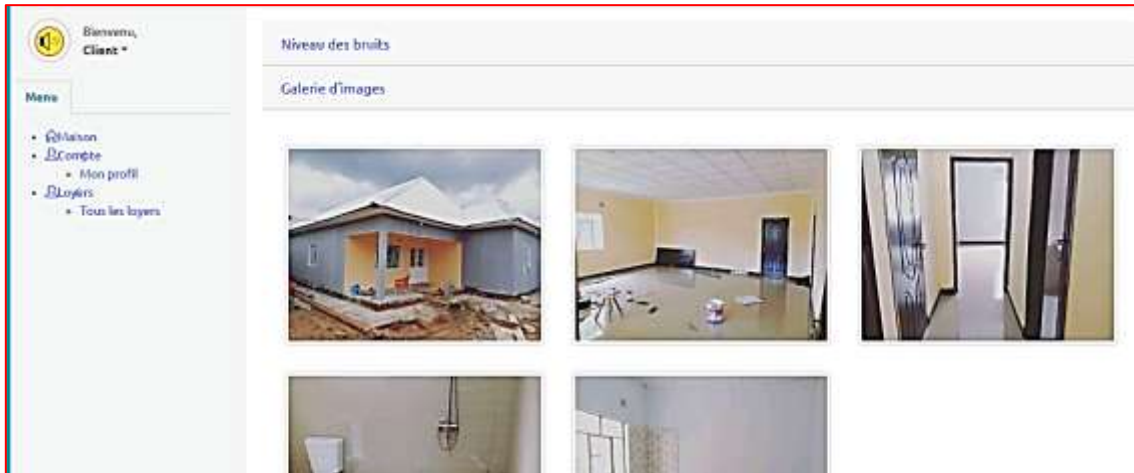 Bienvenu,
Client
Menu
Maison
Compte
Mon profil
Loyers
Tous les loyers
Niveau des bruits
Galerie d'images